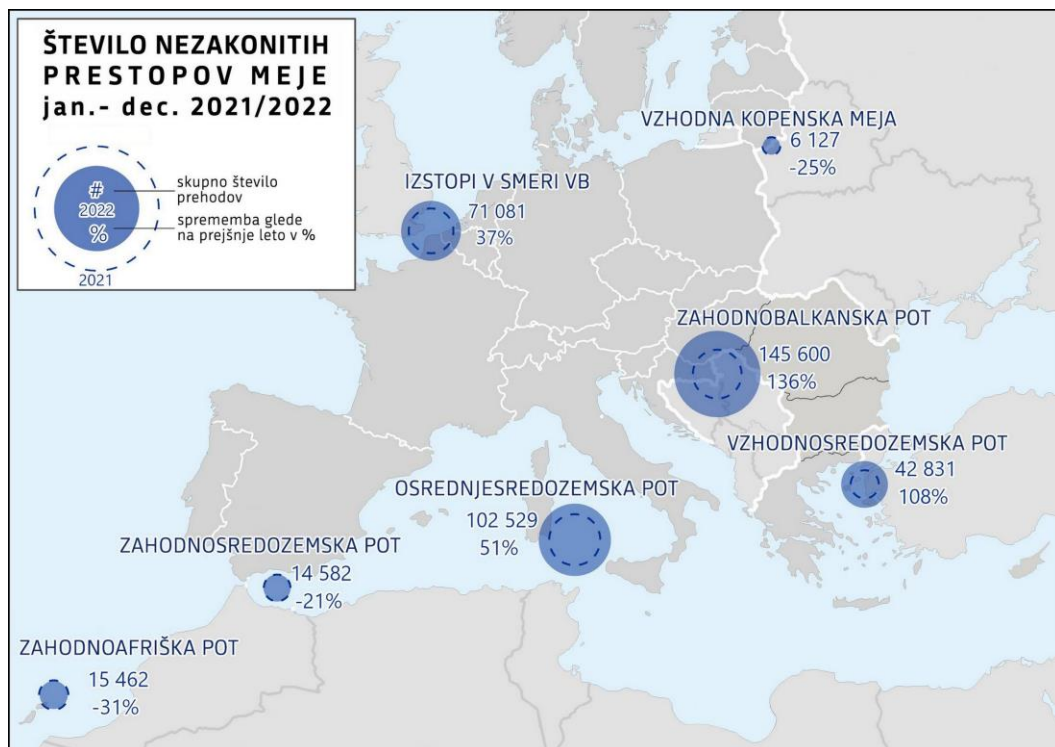 ŠTEVILO NEZAKONITIH
PRESTOPOV MEJE
jan.- dec. 2021/2022
#
2022
%
2021
skupno število
prehodov
sprememba glede
na prejšnje leto v %
VZHODNA KOPENSKA MEJA
6 127
-25%
IZSTOPI V SMERI VB
71 081
37%
ZAHODNOBALKANSKA POT
145 600
136%
VZHODNOSREDOZEMSKA POT
42 831
108%
OSREDNJESREDOZEMSKA POT
102 529
51%
ZAHODNOSREDOZEMSKA POT
14 582
-21%
ZAHODNOAFRIŠKA POT
15 462
-31%